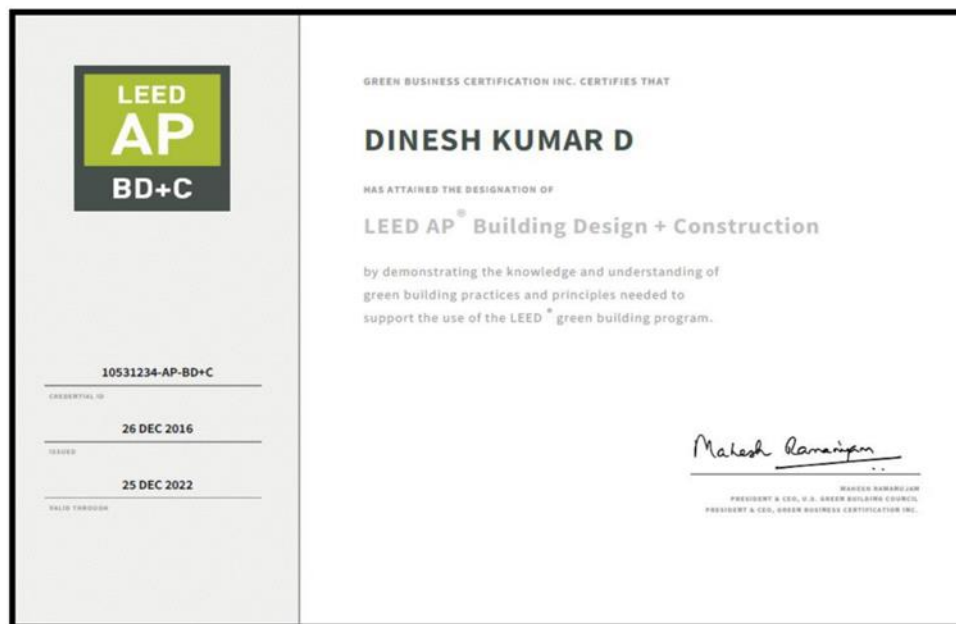 LEED
AP
BD+C
10531234-AP-BD+C
CREDENTIAL ID
26 DEC 2016
ISSUED
25 DEC 2022
VALID THROUGH
GREEN BUSINESS CERTIFICATION INC. CERTIFIES THAT
DINESH KUMAR D
HAS ATTAINED THE DESIGNATION OF
LEED AP® Building Design + Construction
by demonstrating the knowledge and understanding of
green building practices and principles needed to
support the use of the LEED® green building program.
Mahesh Ramanujam
MAHESH RAMANUJAM
PRESIDENT & CEO, U.S. GREEN BUILDING COUNCIL
PRESIDENT & CEO, GREEN BUSINESS CERTIFICATION INC.